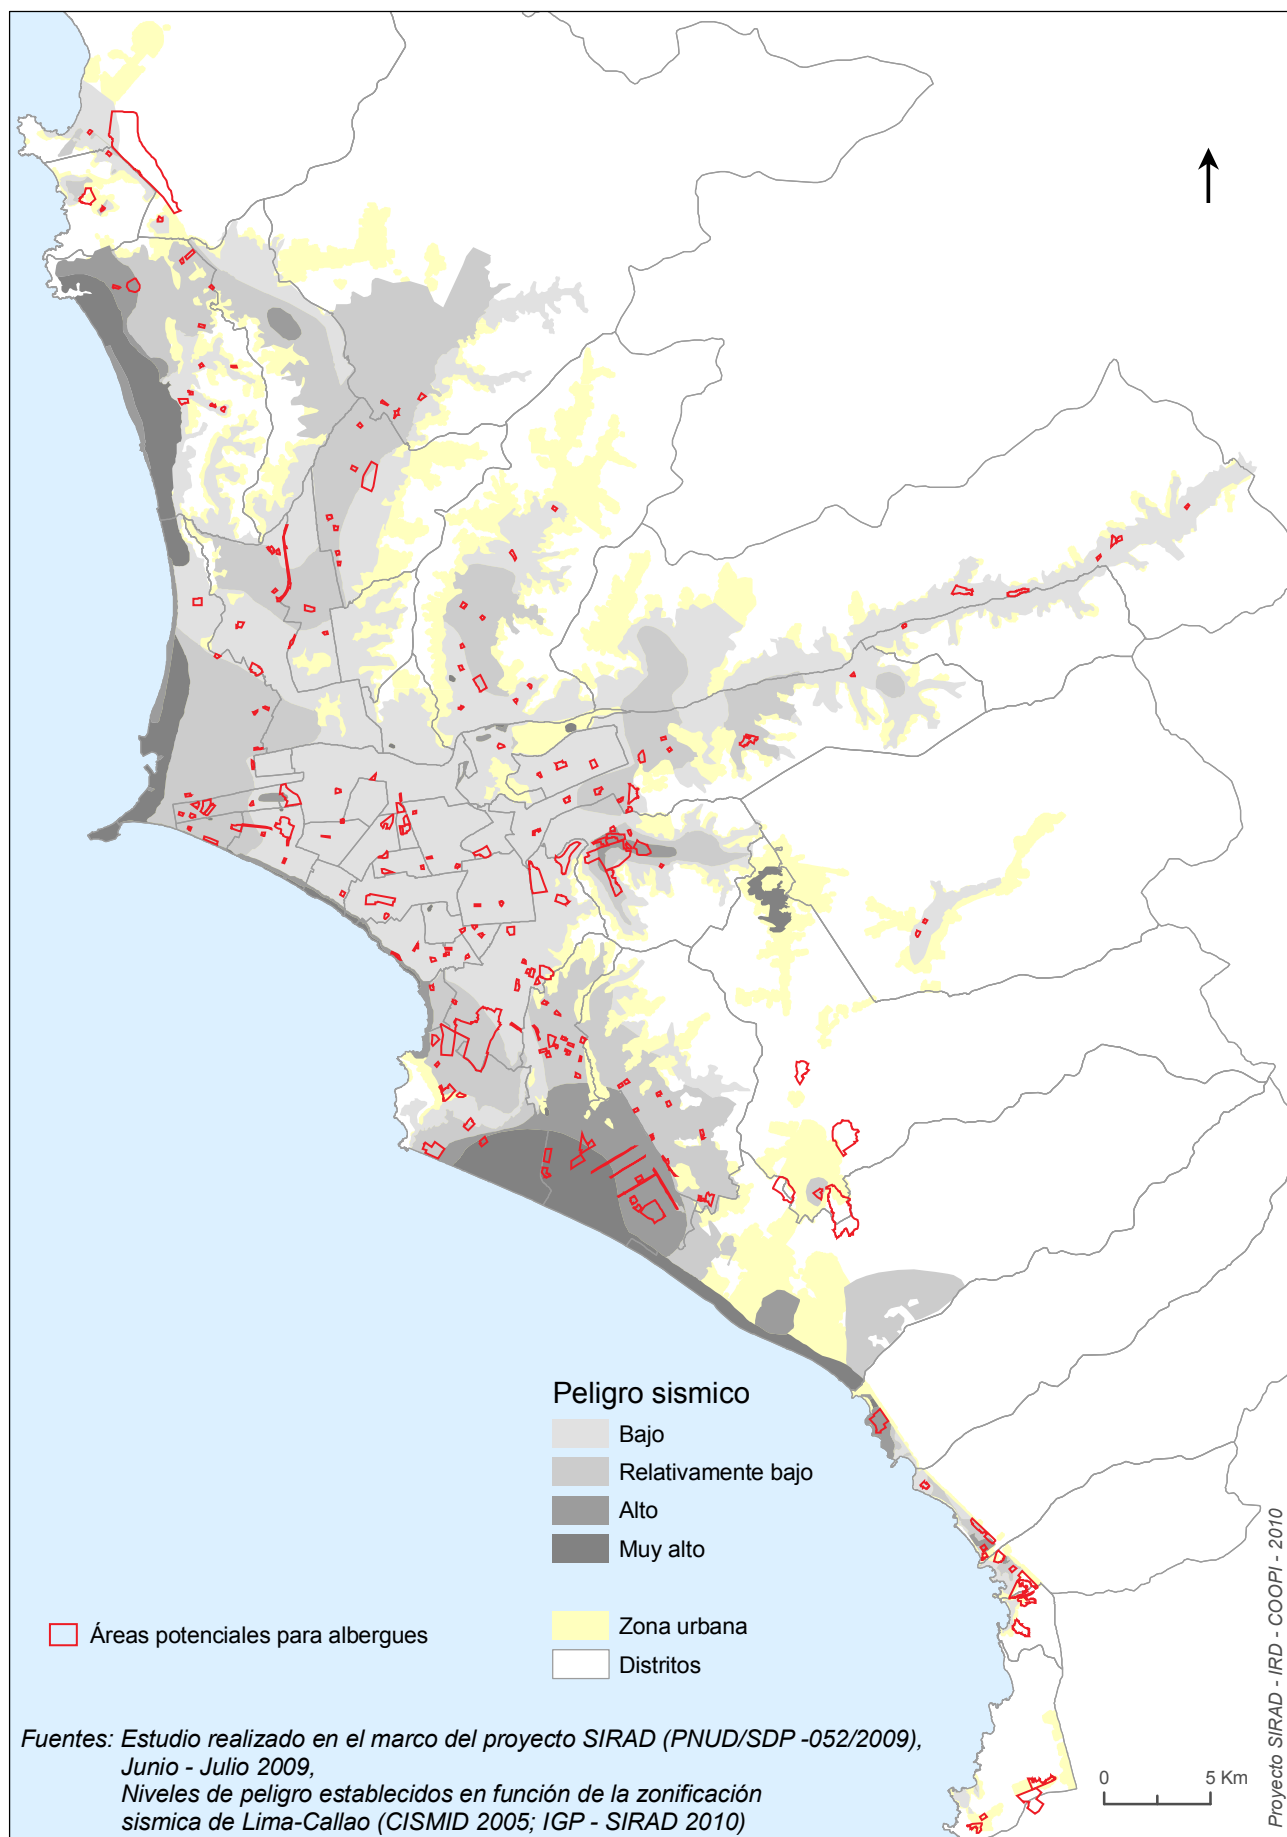 Peligro sismico
Bajo
Relativamente bajo
Alto
Muy alto
Zona urbana
Distritos
Áreas potenciales para albergues
0 5 Km
Fuentes: Estudio realizado en el marco del proyecto SIRAD (PNUD/SDP -052/2009),
Junio - Julio 2009,
Niveles de peligro establecidos en función de la zonificación
sismica de Lima-Callao (CISMID 2005; IGP - SIRAD 2010)
Proyecto SIRAD - IRD - COOPI - 2010